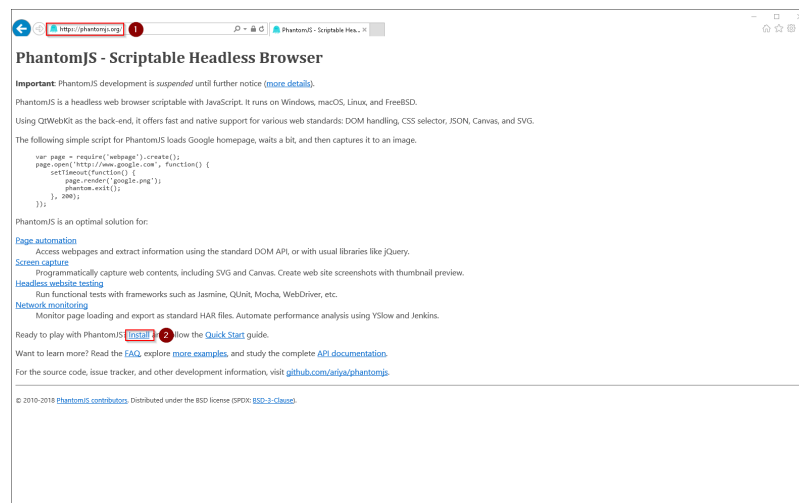 https://phantomjs.org/
1
PhantomJS - Scriptable Hea...
PhantomJS - Scriptable Headless Browser
Important: PhantomJS development is suspended until further notice (more details).
PhantomJS is a headless web browser scriptable with JavaScript. It runs on Windows, macOS, Linux, and FreeBSD.
Using QtWebKit as the back-end, it offers fast and native support for various web standards: DOM handling, CSS selector, JSON, Canvas, and SVG.
The following simple script for PhantomJS loads Google homepage, waits a bit, and then captures it to an image.
var page = require('webpage').create();
page.open('http://www.google.com', function() {
setTimeout(function() {
page.render('google.png');
phantom.exit();
}, 200);
});
PhantomJS is an optimal solution for:
Page automation
Access webpages and extract information using the standard DOM API, or with usual libraries like jQuery.
Screen capture
Programmatically capture web contents, including SVG and Canvas. Create web site screenshots with thumbnail preview.
Headless website testing
Run functional tests with frameworks such as Jasmine, QUnit, Mocha, WebDriver, etc.
Network monitoring
Monitor page loading and export as standard HAR files. Automate performance analysis using YSlow and Jenkins.
Ready to play with PhantomJS? Install 2 follow the Quick Start guide.
Want to learn more? Read the FAQ, explore more examples, and study the complete API documentation.
For the source code, issue tracker, and other development information, visit github.com/ariya/phantomjs.
© 2010-2018 PhantomJS contributors. Distributed under the BSD license (SPDX: BSD-3-Clause).